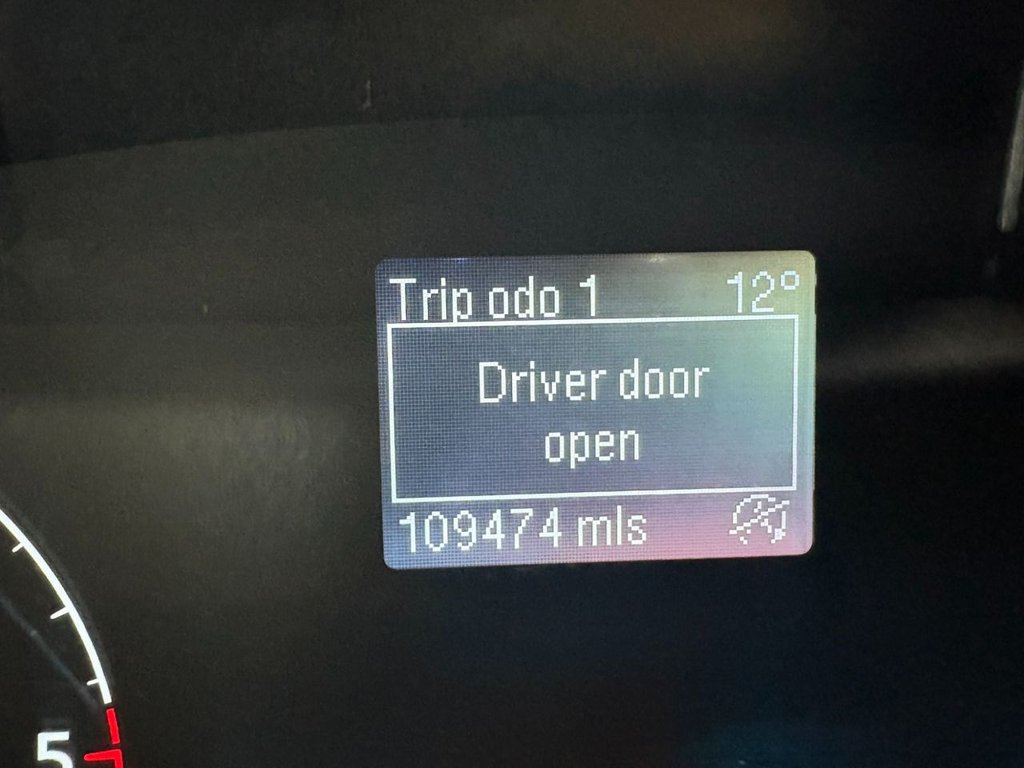 Trip odo 1 12°
Driver door
open
109474 mls
5